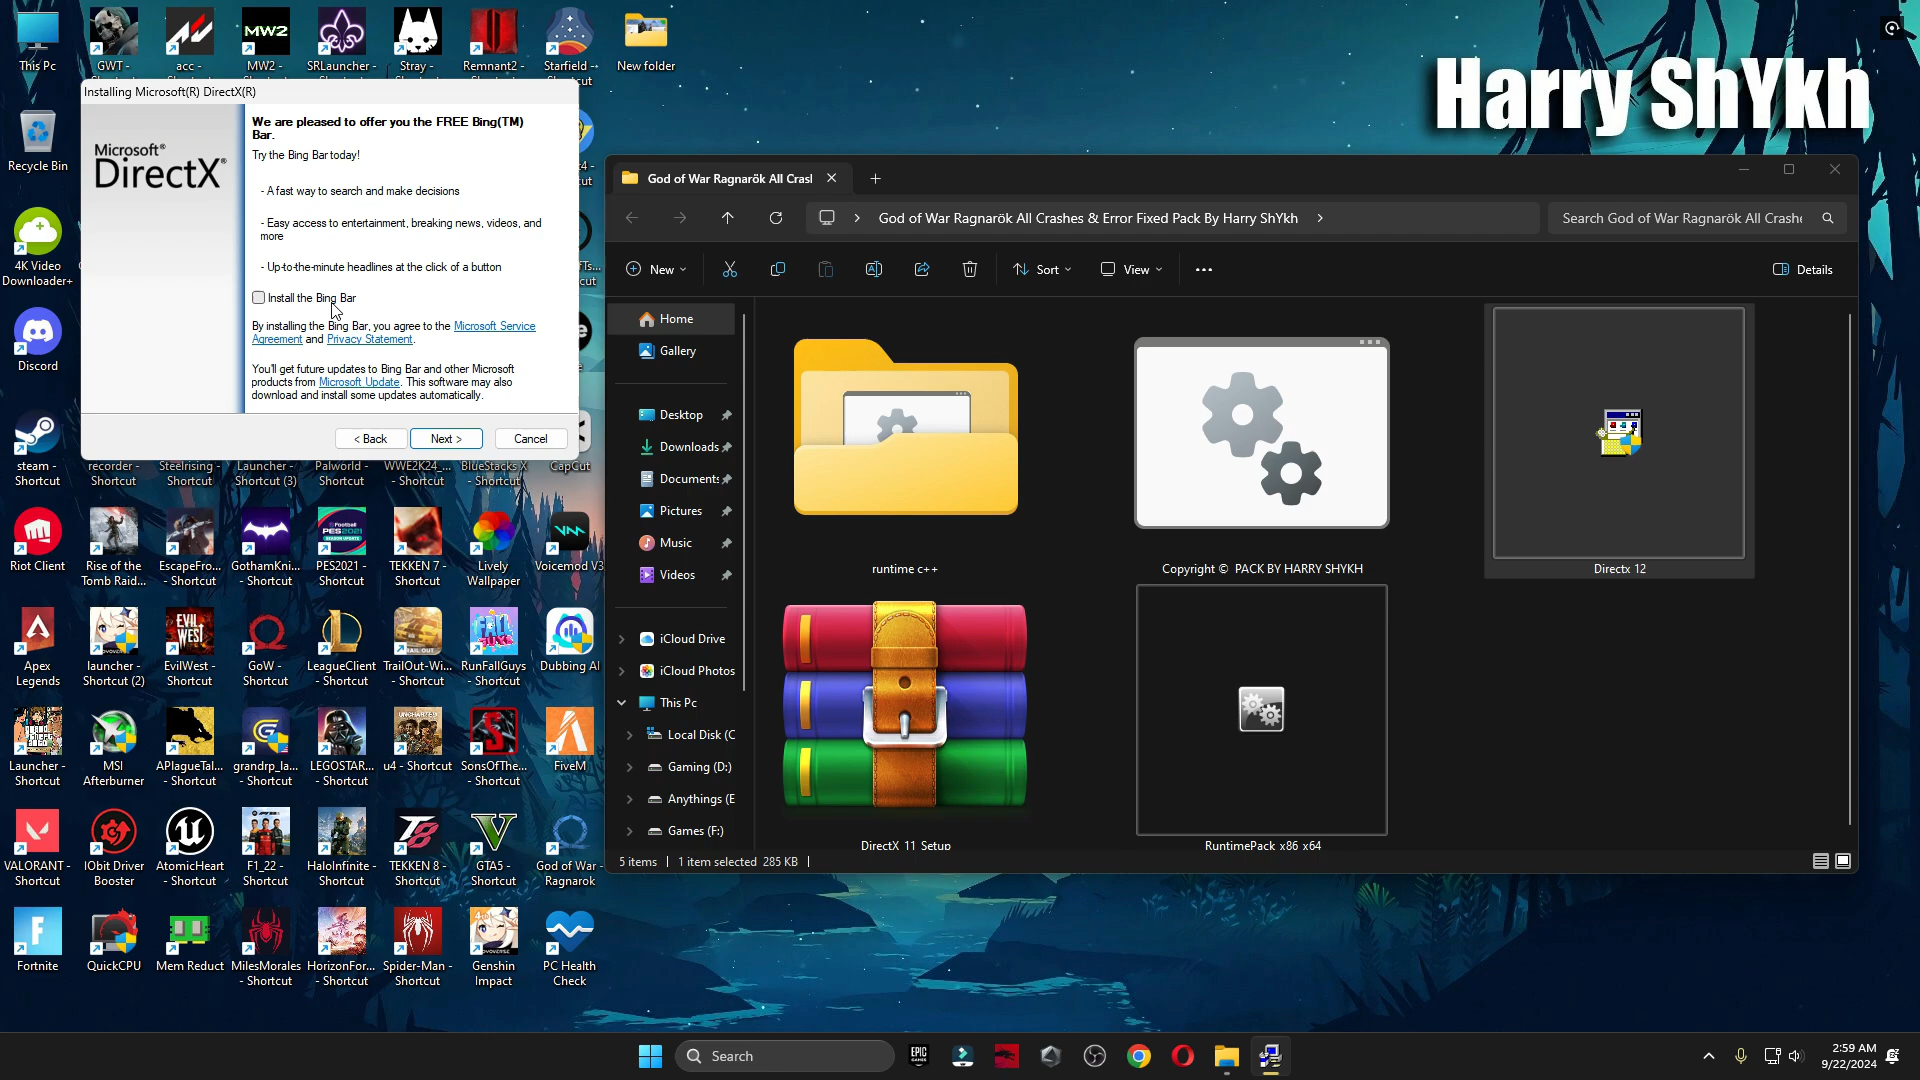 This Pc
GWT -
acc -
MW2
MW2 -
SRLauncher -
Stray -
Remnant2 -
Starfield --
New folder
Harry ShYkh
Recycle Bin
4K Video
Downloader+
Discord
steam -
Shortcut
Installing Microsoft(R) DirectX(R)
Microsoft®
DirectX®
We are pleased to offer you the FREE Bing(TM)
Bar.
Try the Bing Bar today!
- A fast way to search and make decisions
- Easy access to entertainment, breaking news, videos, and
more
- Up-to-the-minute headlines at the click of a button
Install the Bing Bar
By installing the Bing Bar, you agree to the Microsoft Service
Agreement and Privacy Statement.
You'll get future updates to Bing Bar and other Microsoft
products from Microsoft Update. This software may also
download and install some updates automatically.
< Back
Next >
Cancel
recorder -
Shortcut
Steelrising -
Shortcut
Launcher -
Shortcut (3)
Palworld -
Shortcut
WWE2K24_...
- Shortcut
BlueStacks X
- Shortcut
CapCut
Riot Client
Rise of the
Tomb Raid...
EscapeFro...
- Shortcut
GothamKni...
- Shortcut
PES2021 -
Shortcut
TEKKEN 7 -
Shortcut
Lively
Wallpaper
Voicemod V3
Apex
Legends
launcher -
Shortcut (2)
EvilWest -
Shortcut
GoW -
Shortcut
LeagueClient
- Shortcut
TrailOut-Wi...
- Shortcut
RunFallGuys
- Shortcut
Dubbing AI
Launcher -
Shortcut
MSI
Afterburner
APlagueTal...
- Shortcut
grandrp_la...
- Shortcut
LEGOSTAR...
- Shortcut
u4 - Shortcut
SonsOfThe...
- Shortcut
FiveM
VALORANT -
Shortcut
IObit Driver
Booster
AtomicHeart
- Shortcut
F1_22 -
Shortcut
HaloInfinite -
Shortcut
TEKKEN 8 -
Shortcut
GTA5 -
Shortcut
God of War -
Ragnarok
Fortnite
QuickCPU
Mem Reduct
MilesMorales
- Shortcut
HorizonFor...
- Shortcut
Spider-Man -
Shortcut
Genshin
Impact
PC Health
Check
God of War Ragnarök All Crasl
God of War Ragnarök All Crashes & Error Fixed Pack By Harry ShYkh
Search God of War Ragnarök All Crashe
New
Sort
View
Details
Home
Gallery
Desktop
Downloads
Documents
Pictures
Music
Videos
iCloud Drive
iCloud Photos
This Pc
Local Disk (C
Gaming (D:)
Anythings (E
Games (F:)
runtime c++
Copyright © PACK BY HARRY SHYKH
Directx 12
DirectX 11 Setup
RuntimePack x86 x64
5 items
1 item selected 285 KB
Search
2:59 AM
9/22/2024